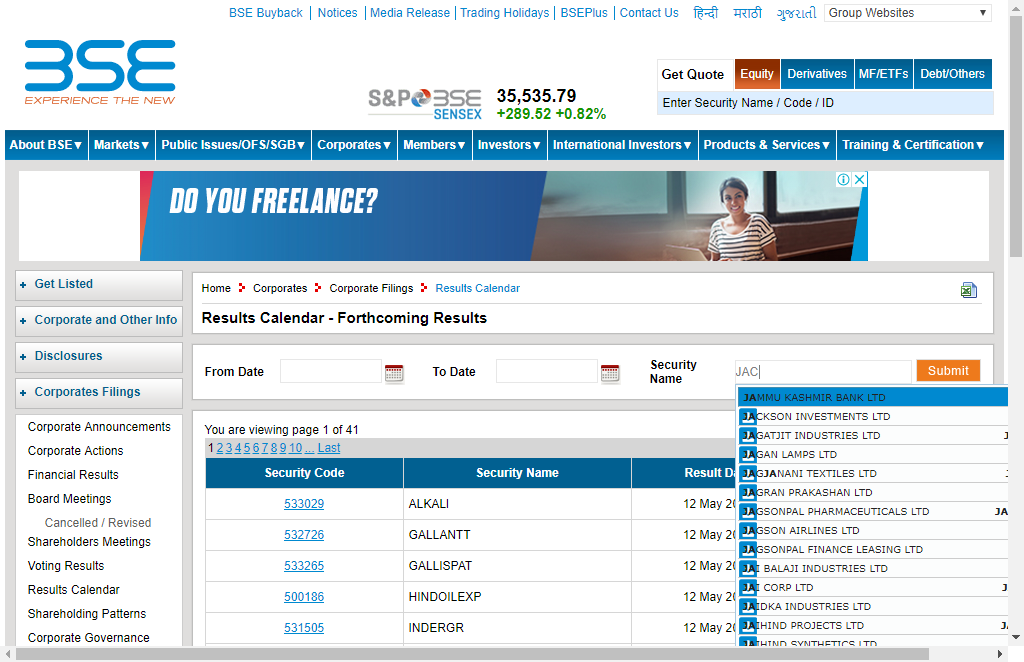 BSE Buyback | Notices | Media Release | Trading Holidays | BSEPlus | Contact Us हिन्दी मराठी ગુજરાતી Group Websites
BSE
EXPERIENCE THE NEW
S&P BSE SENSEX
35,535.79
+289.52 +0.82%
Get Quote Equity Derivatives MF/ETFs Debt/Others
Enter Security Name / Code / ID
About BSE Markets Public Issues/OFS/SGB Corporates Members Investors International Investors Products & Services Training & Certification
DO YOU FREELANCE?
Get Listed
Corporate and Other Info
Disclosures
Corporates Filings
Corporate Announcements
Corporate Actions
Financial Results
Board Meetings
Cancelled / Revised
Shareholders Meetings
Voting Results
Results Calendar
Shareholding Patterns
Corporate Governance
Home Corporates Corporate Filings Results Calendar
Results Calendar - Forthcoming Results
From Date To Date Security Name JAC Submit
You are viewing page 1 of 41
1 2 3 4 5 6 7 8 9 10 ... Last
Security Code Security Name Result Da
533029 ALKALI 12 May 20
532726 GALLANTT 12 May 20
533265 GALLISPAT 12 May 20
500186 HINDOILEXP 12 May 20
531505 INDERGR 12 May 20
JAMMU KASHMIR BANK LTD
JACKSON INVESTMENTS LTD
JAGATJIT INDUSTRIES LTD J
JAGAN LAMPS LTD
JAGJANANI TEXTILES LTD J
JAGRAN PRAKASHAN LTD
JAGSONPAL PHARMACEUTICALS LTD JA
JAGSON AIRLINES LTD
JAGSONPAL FINANCE LEASING LTD
JAI BALAJI INDUSTRIES LTD
JAI CORP LTD J
JAIDKA INDUSTRIES LTD
JAIHIND PROJECTS LTD J
JAIHIND SYNTHETICS LTD